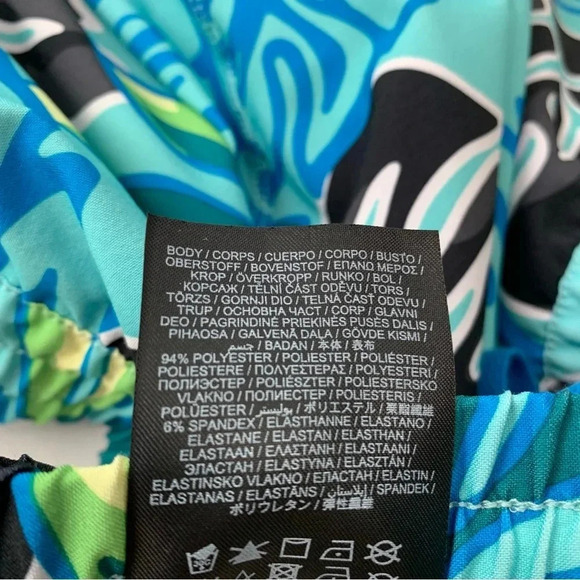 BODY / CORPS / CUERPO / CORPO / BUSTO /
OBERSTOFF / BOVENSTOF / ΕΠΑΝΩ ΜΕΡΟΣ /
KROP / ÖVERKROPP / RUNKO / BOL /
КОРСАЖ / TĚLNÍ ČÁST ODĚVU / TORS /
TÖRZS / GORNJI DIO / TELNÁ ČASŤ ODEVU /
TRUP / ОСНОВНА ЧАСТ / CORP / GLAVNI
DEO / PAGRINDINĖ PRIEKINĖS PUSĖS DALIS /
PIHAOSA / GALVENĀ DAĻA / GÖVDE KISMI /
جسم / BADAN / 本体 / 表布
94% POLYESTER / POLYESTER / POLIÉSTER /
POLIESTERE / ΠΟΛΥΕΣΤΕΡΑΣ / POLIESTER /
ПОЛИЭСТЕР / POLIÉSZTER / POLIESTERSKO
VLAKNO / ПОЛИЕСТЕР / POLIESTERIS /
POLÜESTER / بوليستر / ポリエステル / 聚酯纖維
6% SPANDEX / ELASTHANNE / ELASTANO /
ELASTANE / ELASTAN / ELASTHAN /
ELASTAAN / ΕΛΑΣΤΑΝ / ELASTAANI /
ЭЛАСТАН / ELASTYNA / ELASZTÁN /
ELASTINSKO VLAKNO / ЕЛАСТАН / ELASTIN /
ELASTANAS / ELASTĀNS / إيلاستان / SPANDEK /
ポリウレタン / 彈性纖維